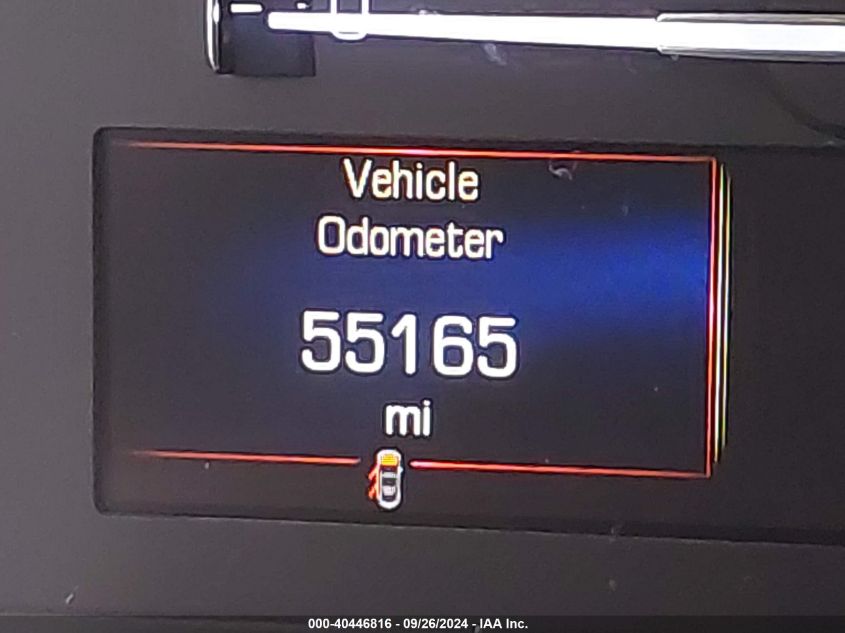 Vehicle
Odometer
55165
mi
000-40446816 - 09/26/2024 - IAA Inc.